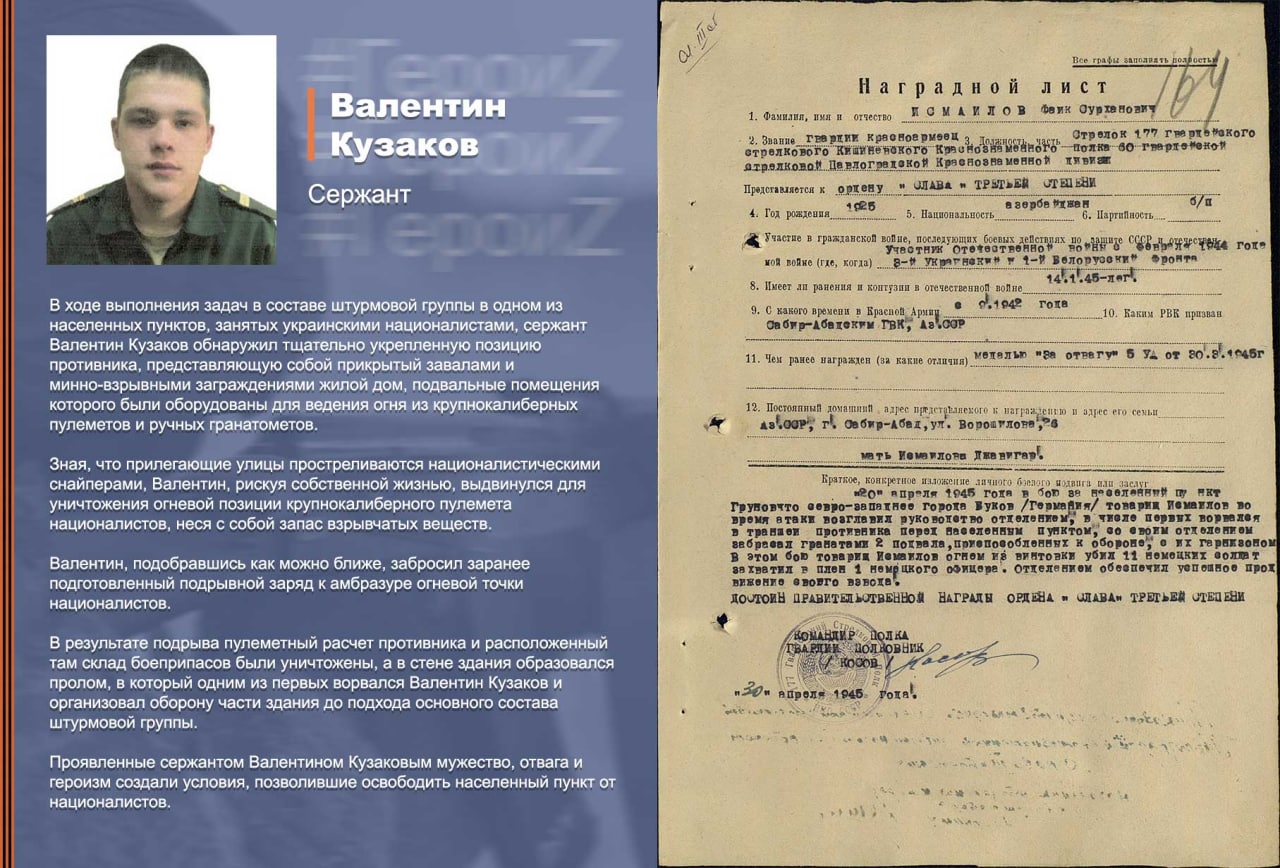 #ГероиZ
#ГероиZ
#ГероиZ
Валентин
Кузаков
Сержант
В ходе выполнения задач в составе штурмовой группы в одном из
населенных пунктов, занятых украинскими националистами, сержант
Валентин Кузаков обнаружил тщательно укрепленную позицию
противника, представляющую собой прикрытый завалами и
минно-взрывными заграждениями жилой дом, подвальные помещения
которого были оборудованы для ведения огня из крупнокалиберных
пулеметов и ручных гранатометов.
Зная, что прилегающие улицы простреливаются националистическими
снайперами, Валентин, рискуя собственной жизнью, выдвинулся для
уничтожения огневой позиции крупнокалиберного пулемета
националистов, неся с собой запас взрывчатых веществ.
Валентин, подобравшись как можно ближе, забросил заранее
подготовленный подрывной заряд к амбразуре огневой точки
националистов.
В результате подрыва пулеметный расчет противника и расположенный
там склад боеприпасов были уничтожены, а в стене здания образовался
пролом, в который одним из первых ворвался Валентин Кузаков и
организовал оборону части здания до подхода основного состава
штурмовой группы.
Проявленные сержантом Валентином Кузаковым мужество, отвага и
героизм создали условия, позволившие освободить населенный пункт от
националистов.
Все графы заполнять полностью
164
Наградной лист
1. Фамилия, имя и отчество ИСМАИЛОВ Фаик Сурханович
2. Звание гвардии красноармеец 3. Должность, часть Стрелок 177 гвардейского
стрелкового Кишиневского Краснознаменного полка 60 гвардейской
стрелковой Павлоградской Краснознаменной дивизии
Представляется к ордену " СЛАВА " ТРЕТЬЕЙ СТЕПЕНИ
4. Год рождения 1925 5. Национальность азербайджан 6. Партийность б/п
Участие в гражданской войне, последующих боевых действиях по защите СССР и отечествен-
ной войне (где, когда) Участник Отечественной войны с февраля 1944 года
3-й Украинский и 1-й Белорусский фронта
8. Имеет ли ранения и контузии в отечественной войне 14.1.45-лег.
9. С какого времени в Красной Армии с 9.1942 года 10. Каким РВК призван
Сабир-Абадским ГВК, Аз.ССР
11. Чем ранее награжден (за какие отличия) медалью "За отвагу" 5 УА от 30.3.1945г
12. Постоянный домашний адрес представляемого к награждению и адрес его семьи
Аз.ССР, г. Сабир-Абад, ул. Ворошилова,26
мать Исмаилова Джавигар.
Краткое, конкретное изложение личного боевого подвига или заслуг
"20" апреля 1945 года в бою за населенный пу нкт
Груновчто севро-западнее города Буков /Германия/ товарищ Исмаилов во
время атаки возглавил руководство отделением, в числе первых ворвался
в траншеи противника перед населенным пунктом, со своим отделением
забросал гранатами 2 подвала,приспособленных к обороне, с их гарнизоном
В этом бою товарищ Исмаилов огнем из винтовки убил 11 немецких солдат
захватил в плен 1 немецкого офицера. Отделением обеспечил успешное прод
вижение своего взвода.
ДОСТОИН ПРАВИТЕЛЬСТВЕННОЙ НАГРАДЫ ОРДЕНА " СЛАВА" ТРЕТЬЕЙ СТЕПЕНИ
КОМАНДИР ПОЛКА
ГВАРДИИ ПОЛКОВНИК
/ КОСОВ /
"30" апреля 1945 года.